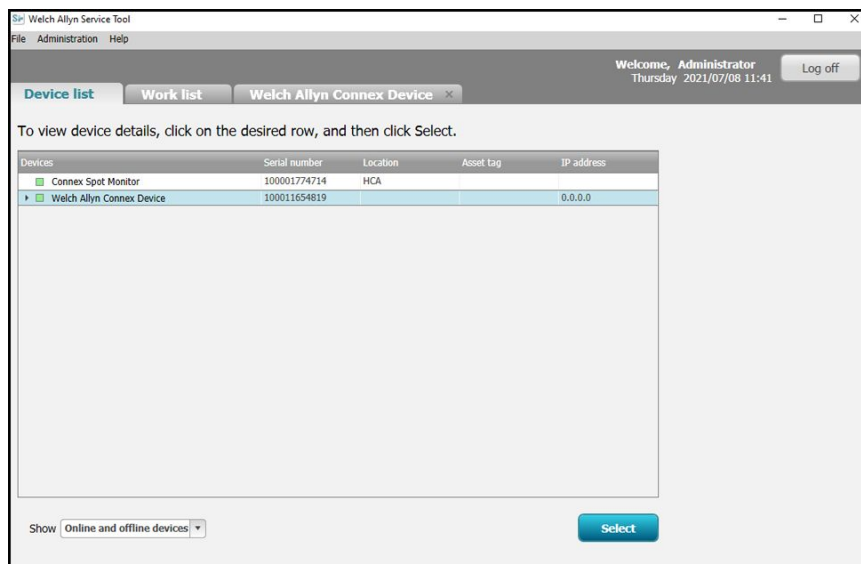 Welch Allyn Service Tool
File Administration Help
Welcome, Administrator
Thursday 2021/07/08 11:41
Log off
Device list Work list Welch Allyn Connex Device ×
To view device details, click on the desired row, and then click Select.
Devices Serial number Location Asset tag IP address
Connex Spot Monitor 100001774714 HCA
Welch Allyn Connex Device 100011654819 0.0.0.0
Show Online and offline devices Select